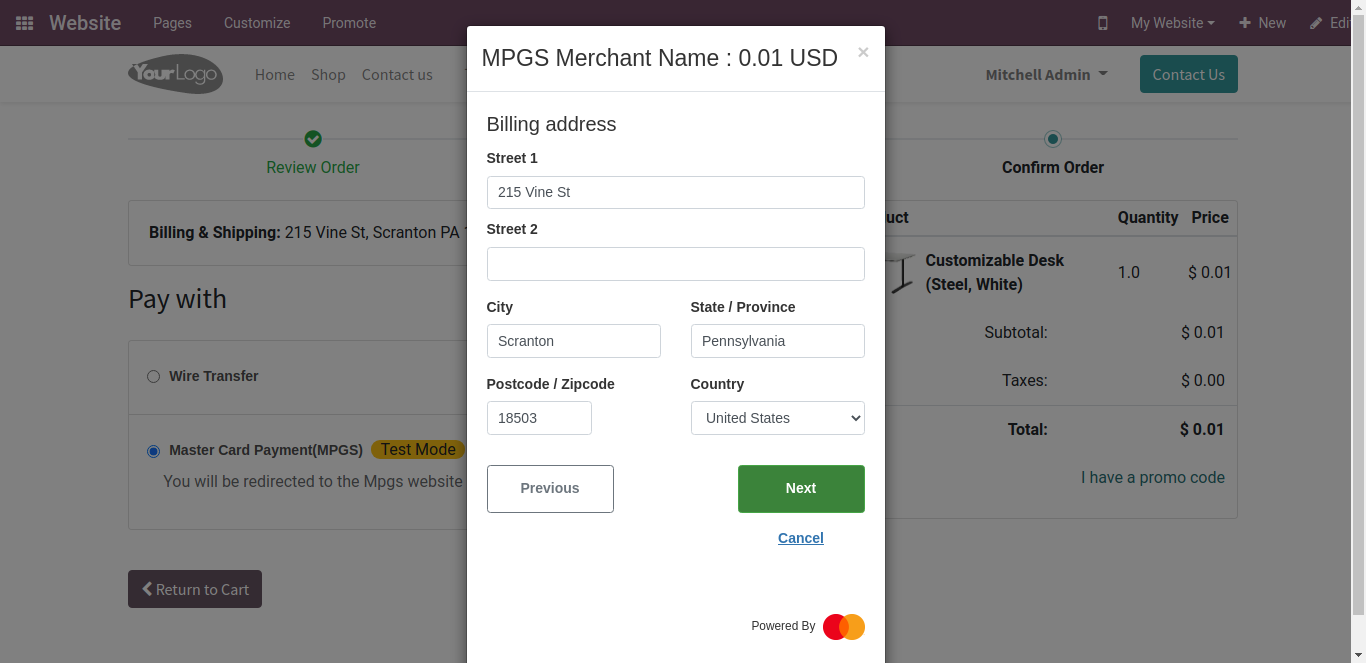 Website Pages Customize Promote My Website New Edit
YourLogo Home Shop Contact us Mitchell Admin Contact Us
MPGS Merchant Name : 0.01 USD ×
Review Order Confirm Order
Billing & Shipping: 215 Vine St, Scranton PA
Pay with
Wire Transfer
Master Card Payment(MPGS) Test Mode
You will be redirected to the Mpgs website
Return to Cart
Billing address
Street 1
215 Vine St
Street 2
City State / Province
Scranton Pennsylvania
Postcode / Zipcode Country
18503 United States
Previous Next
Cancel
Powered By
uct Quantity Price
Customizable Desk
(Steel, White) 1.0 $ 0.01
Subtotal: $ 0.01
Taxes: $ 0.00
Total: $ 0.01
I have a promo code